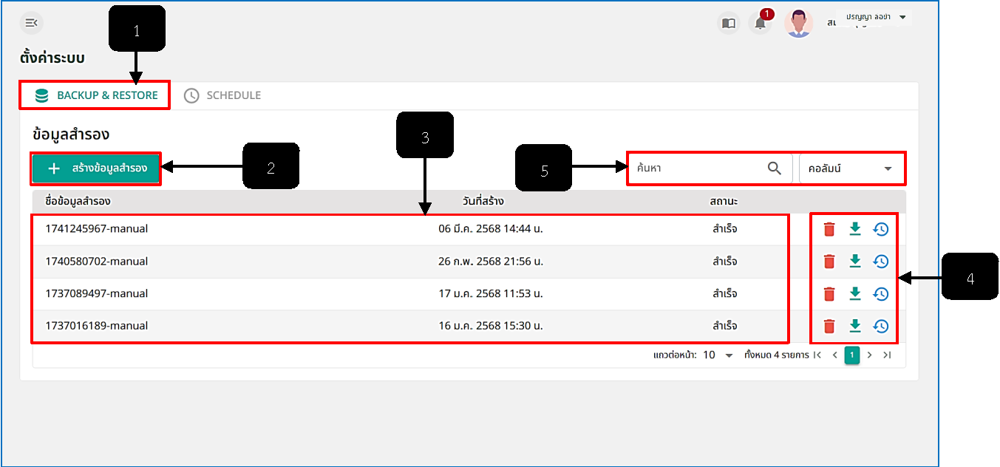 1
1
ปรญญา ลอย่า
ตั้งค่าระบบ
BACKUP & RESTORE
SCHEDULE
3
ข้อมูลสำรอง
2
5
สร้างข้อมูลสำรอง
ค้นหา
คอลัมน์
ชื่อข้อมูลสำรอง วันที่สร้าง สถานะ
1741245967-manual 06 มี.ค. 2568 14:44 น. สำเร็จ
1740580702-manual 26 ก.พ. 2568 21:56 น. สำเร็จ
4
1737089497-manual 17 ม.ค. 2568 11:53 น. สำเร็จ
1737016189-manual 16 ม.ค. 2568 15:30 น. สำเร็จ
แถวต่อหน้า: 10 ทั้งหมด 4 รายการ 1